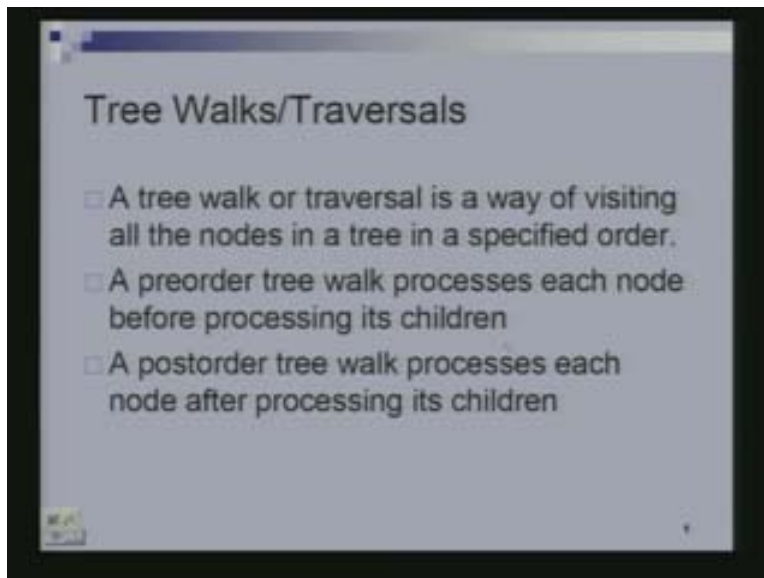 Tree Walks/Traversals
A tree walk or traversal is a way of visiting
all the nodes in a tree in a specified order.
A preorder tree walk processes each node
before processing its children
A postorder tree walk processes each
node after processing its children